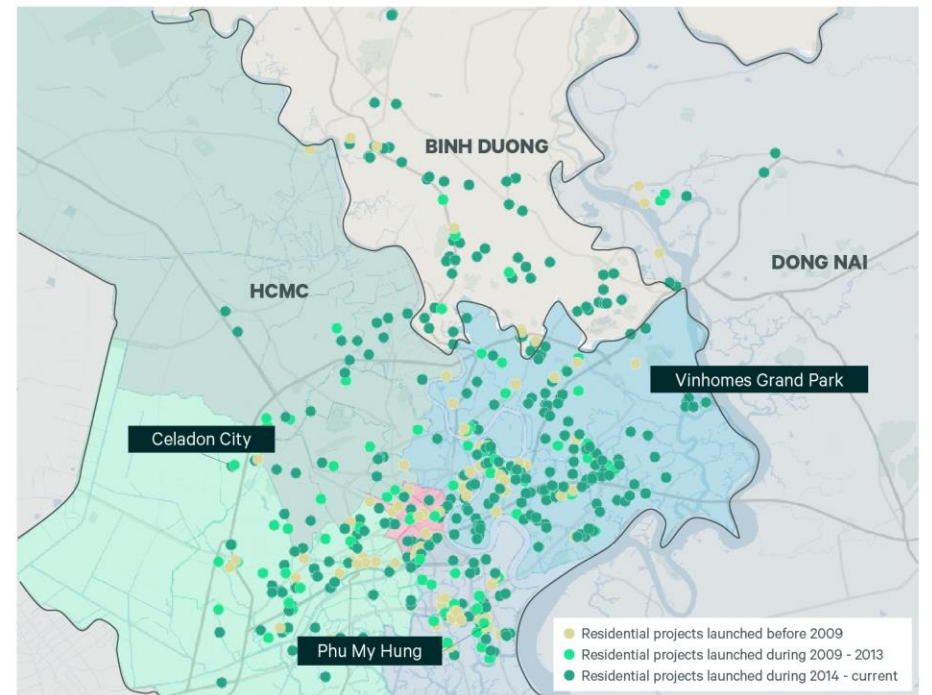 BINH DUONG
DONG NAI
HCMC
Vinhomes Grand Park
Celadon City
Phu My Hung
Residential projects launched before 2009
Residential projects launched during 2009 - 2013
Residential projects launched during 2014 - current